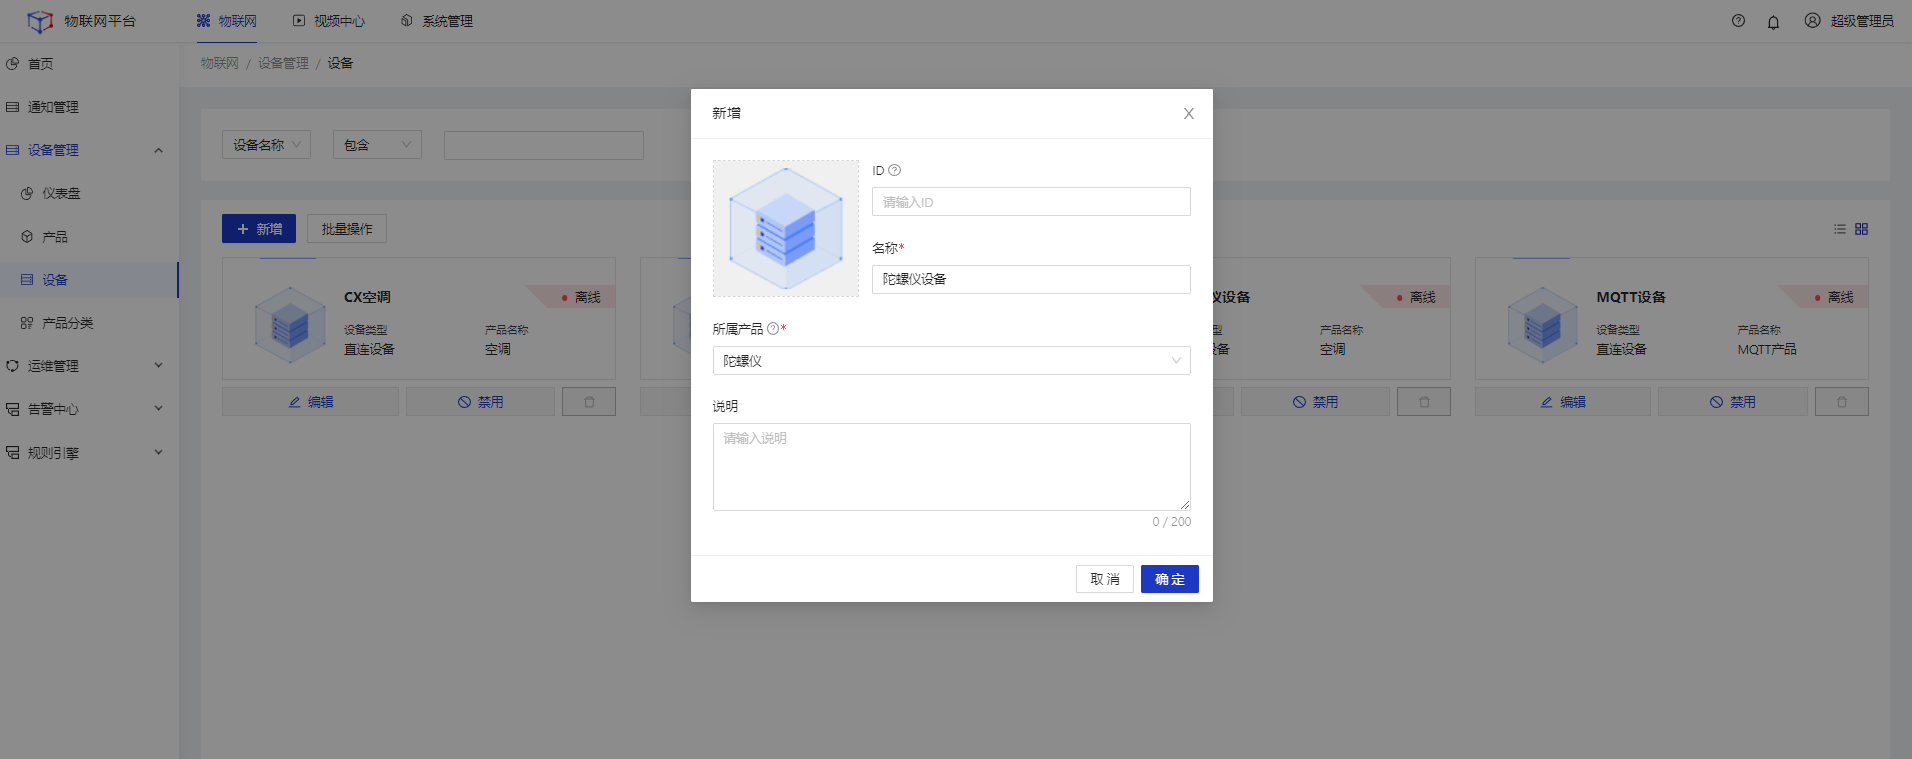 物联网平台 物联网 视频中心 系统管理 超级管理员
首页
通知管理
设备管理
仪表盘
产品
设备
产品分类
运维管理
告警中心
规则引擎
物联网 / 设备管理 / 设备
设备名称 包含
新增 批量操作
CX空调 离线
设备类型 产品名称
直连设备 空调
编辑 禁用
仪设备 离线
产品名称
空调
禁用
MQTT设备 离线
设备类型 产品名称
直连设备 MQTT产品
编辑 禁用
新增 X
ID
请输入ID
名称*
陀螺仪设备
所属产品 *
陀螺仪
说明
请输入说明
0 / 200
取消 确定